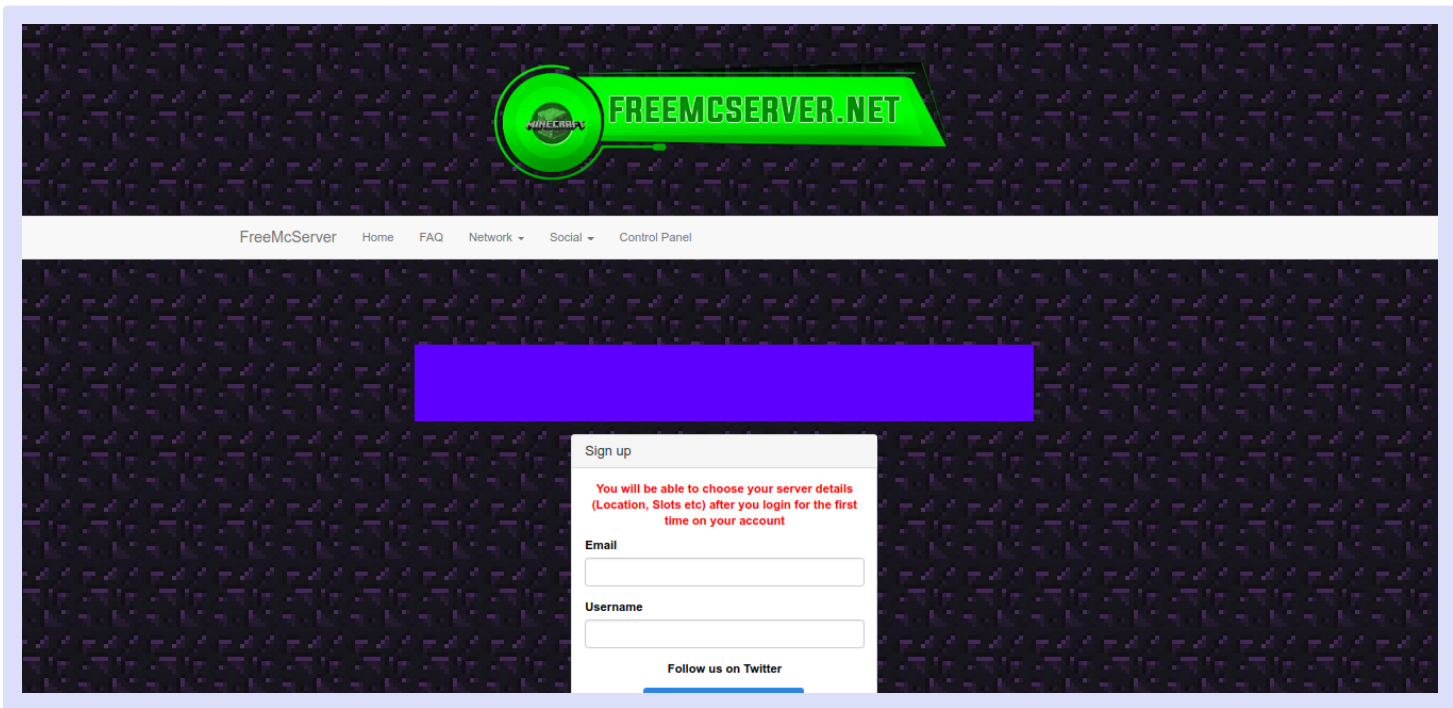 MINECRAFT
FREEMCSERVER.NET
FreeMcServer Home FAQ Network Social Control Panel
Sign up
You will be able to choose your server details
(Location, Slots etc) after you login for the first
time on your account
Email
Username
Follow us on Twitter